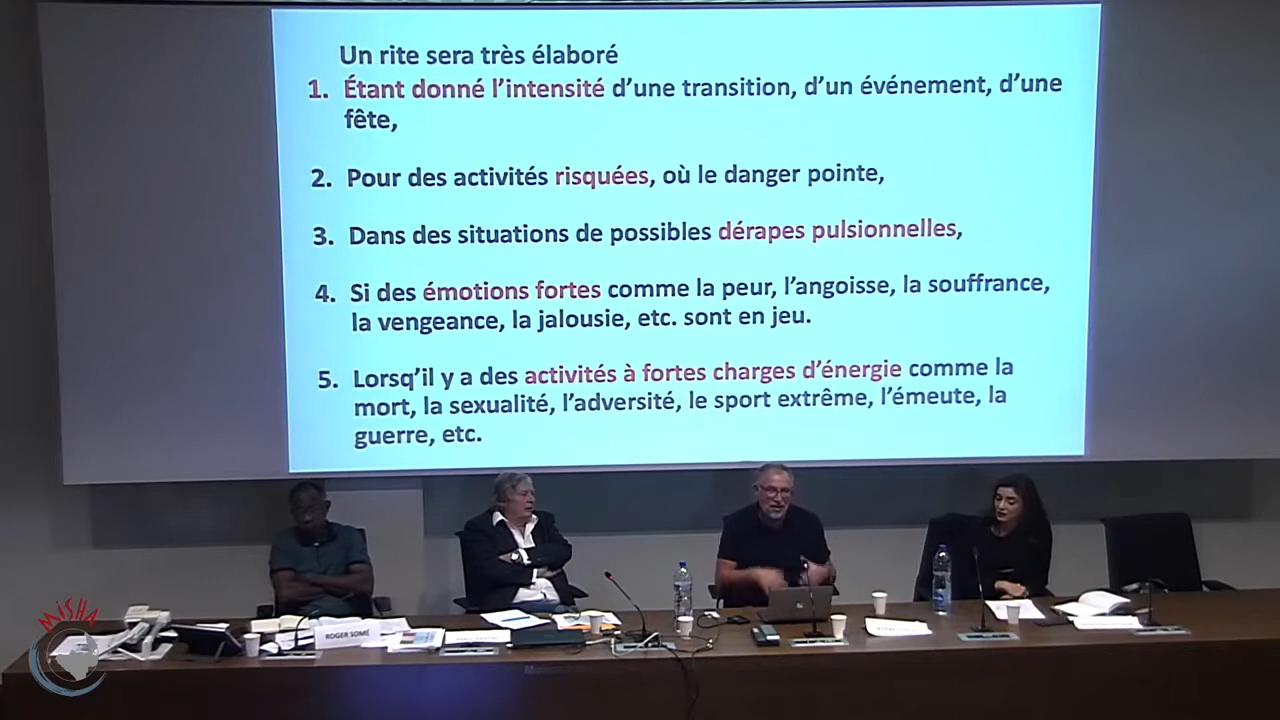 Un rite sera très élaboré
1. Étant donné l’intensité d’une transition, d’un événement, d’une
fête,
2. Pour des activités risquées, où le danger pointe,
3. Dans des situations de possibles dérapes pulsionnelles,
4. Si des émotions fortes comme la peur, l’angoisse, la souffrance,
la vengeance, la jalousie, etc. sont en jeu.
5. Lorsq’il y a des activités à fortes charges d’énergie comme la
mort, la sexualité, l’adversité, le sport extrême, l’émeute, la
guerre, etc.
ROGER SOMÉ
MISHA